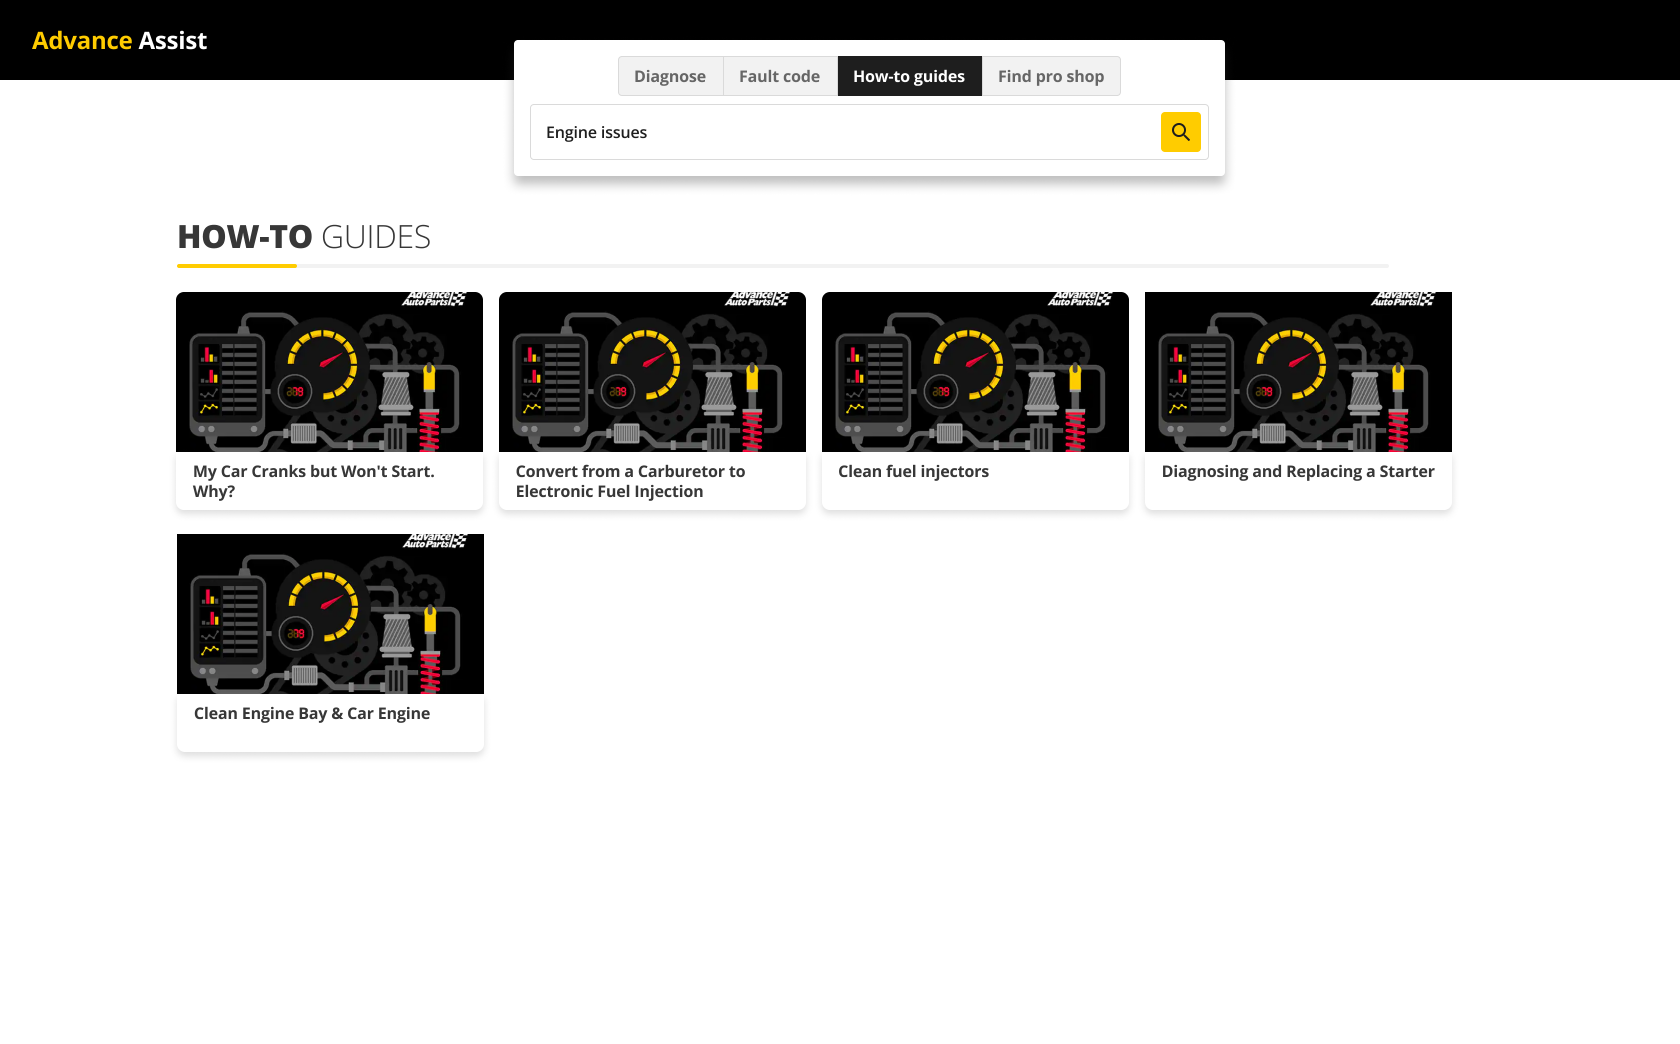 Advance Assist
Diagnose
Fault code
How-to guides
Find pro shop
Engine issues
HOW-TO GUIDES
Advance
Auto Parts
Advance
Auto Parts
Advance
Auto Parts
Advance
Auto Parts
My Car Cranks but Won't Start.
Why?
Convert from a Carburetor to
Electronic Fuel Injection
Clean fuel injectors
Diagnosing and Replacing a Starter
Advance
Auto Parts
Clean Engine Bay & Car Engine